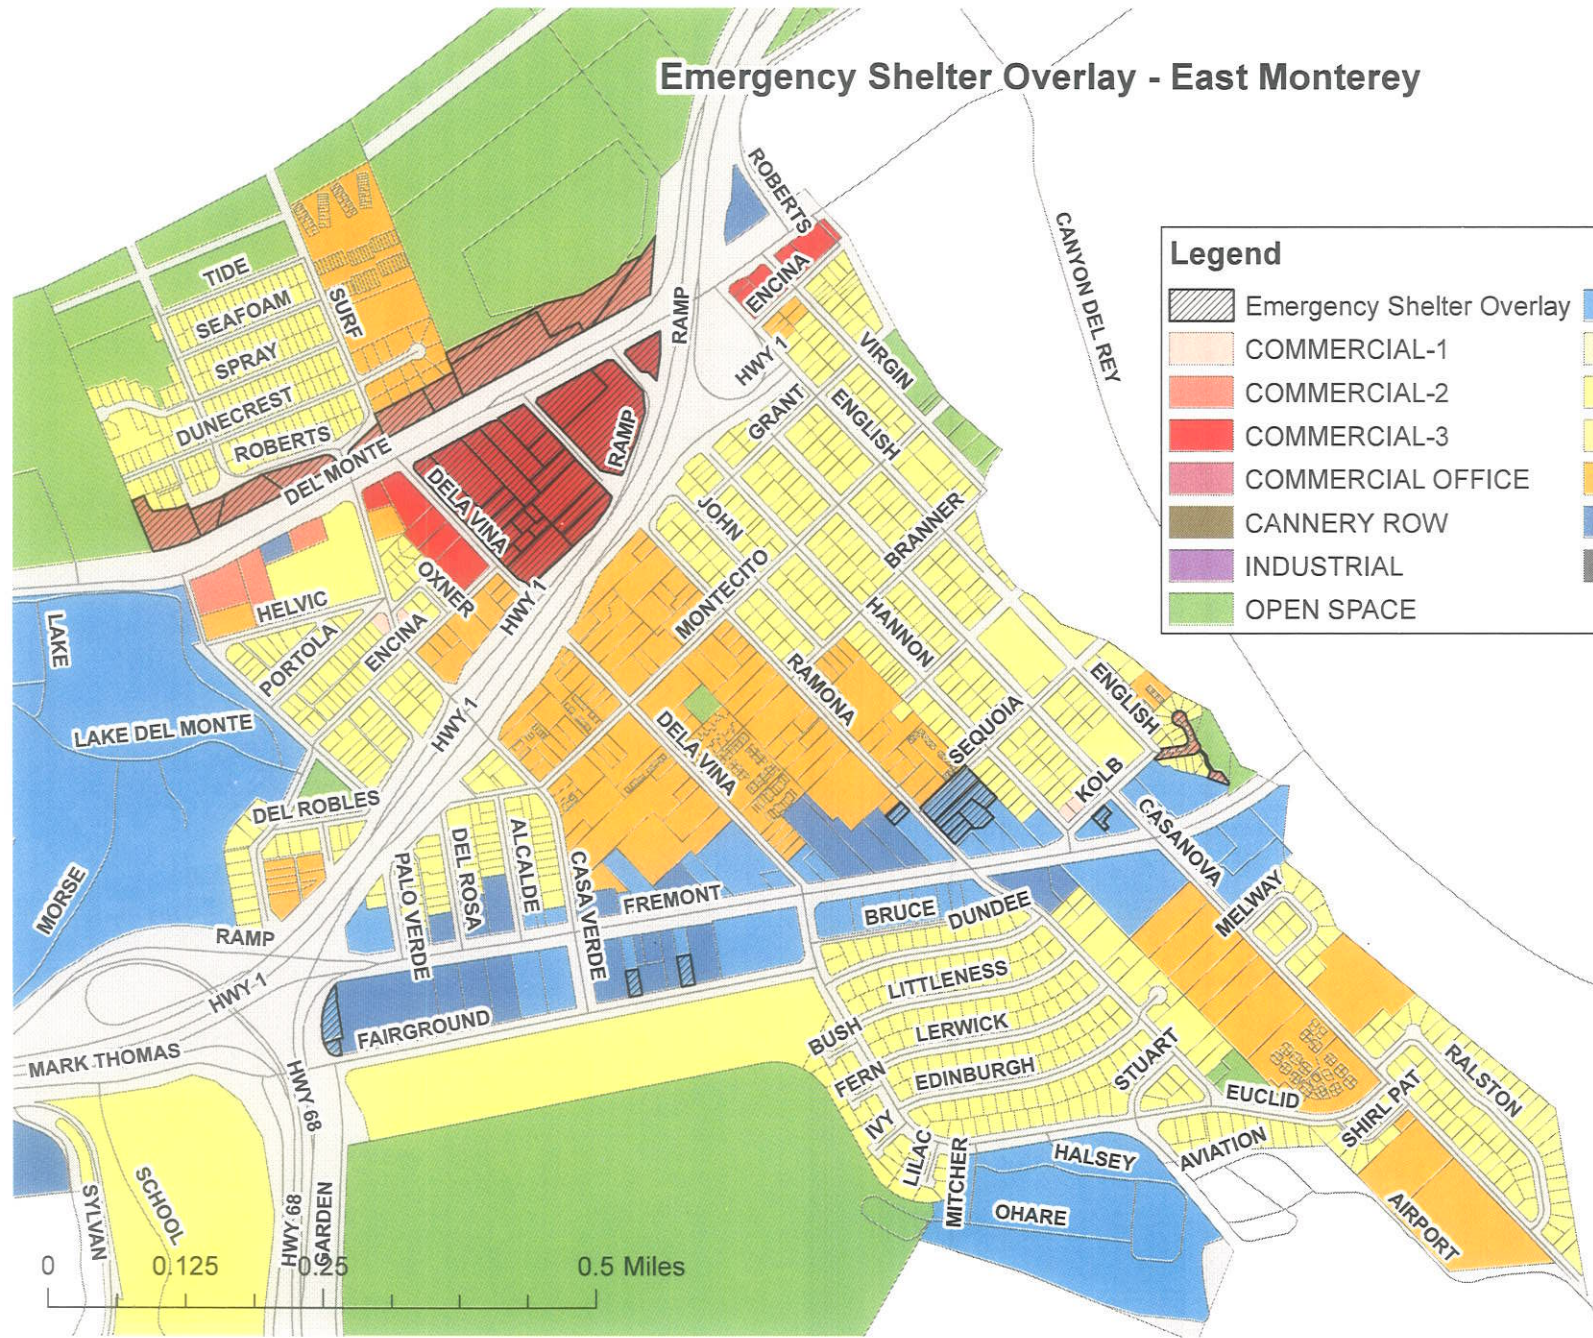 Emergency Shelter Overlay - East Monterey
ROBERTS
CANYON DEL REY
Legend
Emergency Shelter Overlay
COMMERCIAL-1
COMMERCIAL-2
COMMERCIAL-3
COMMERCIAL OFFICE
CANNERY ROW
INDUSTRIAL
OPEN SPACE
TIDE
SEAFOAM
SURF
SPRAY
DUNECREST
ROBERTS
DEL MONTE
RAMP
ENCINA
HWY 1
VIRGIN
GRANT
ENGLISH
RAMP
DELA VINA
JOHN
BRANNER
OXNER
HWY 1
MONTECITO
HANNON
LAKE
HELVIC
PORTOLA
ENCINA
RAMONA
ENGLISH
LAKE DEL MONTE
HWY 1
DELA VINA
SEQUOIA
KOLB
DEL ROBLES
CASANOVA
MORSE
PALO VERDE
DEL ROSA
ALCALDE
CASA VERDE
FREMONT
BRUCE
DUNDEE
MELWAY
RAMP
HWY 1
LITTLENESS
FAIRGROUND
BUSH
LERWICK
MARK THOMAS
HWY 68
FERN
EDINBURGH
STUART
RALSTON
EUCLID
SHIRL PAT
IVY
LILAC
MITCHER
HALSEY
AVIATION
SYLVAN
SCHOOL
HWY 68
GARDEN
OHARE
AIRPORT
0 0.125 0.25 0.5 Miles